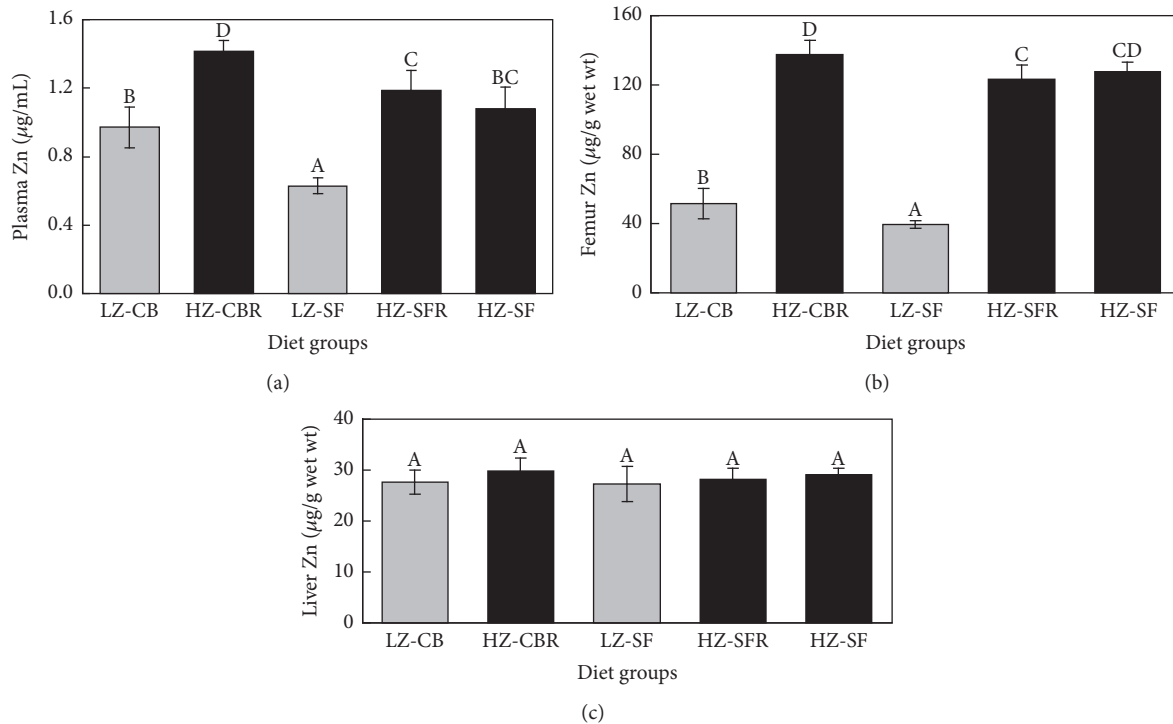 Plasma Zn (μg/mL)
1.6
1.2
0.8
0.4
0.0
B
D
A
C
BC
LZ-CB HZ-CBR LZ-SF HZ-SFR HZ-SF
Diet groups
(a)
Femur Zn (μg/g wet wt)
160
120
80
40
0
B
D
A
C
CD
LZ-CB HZ-CBR LZ-SF HZ-SFR HZ-SF
Diet groups
(b)
Liver Zn (μg/g wet wt)
40
30
20
10
0
A
A
A
A
A
LZ-CB HZ-CBR LZ-SF HZ-SFR HZ-SF
Diet groups
(c)